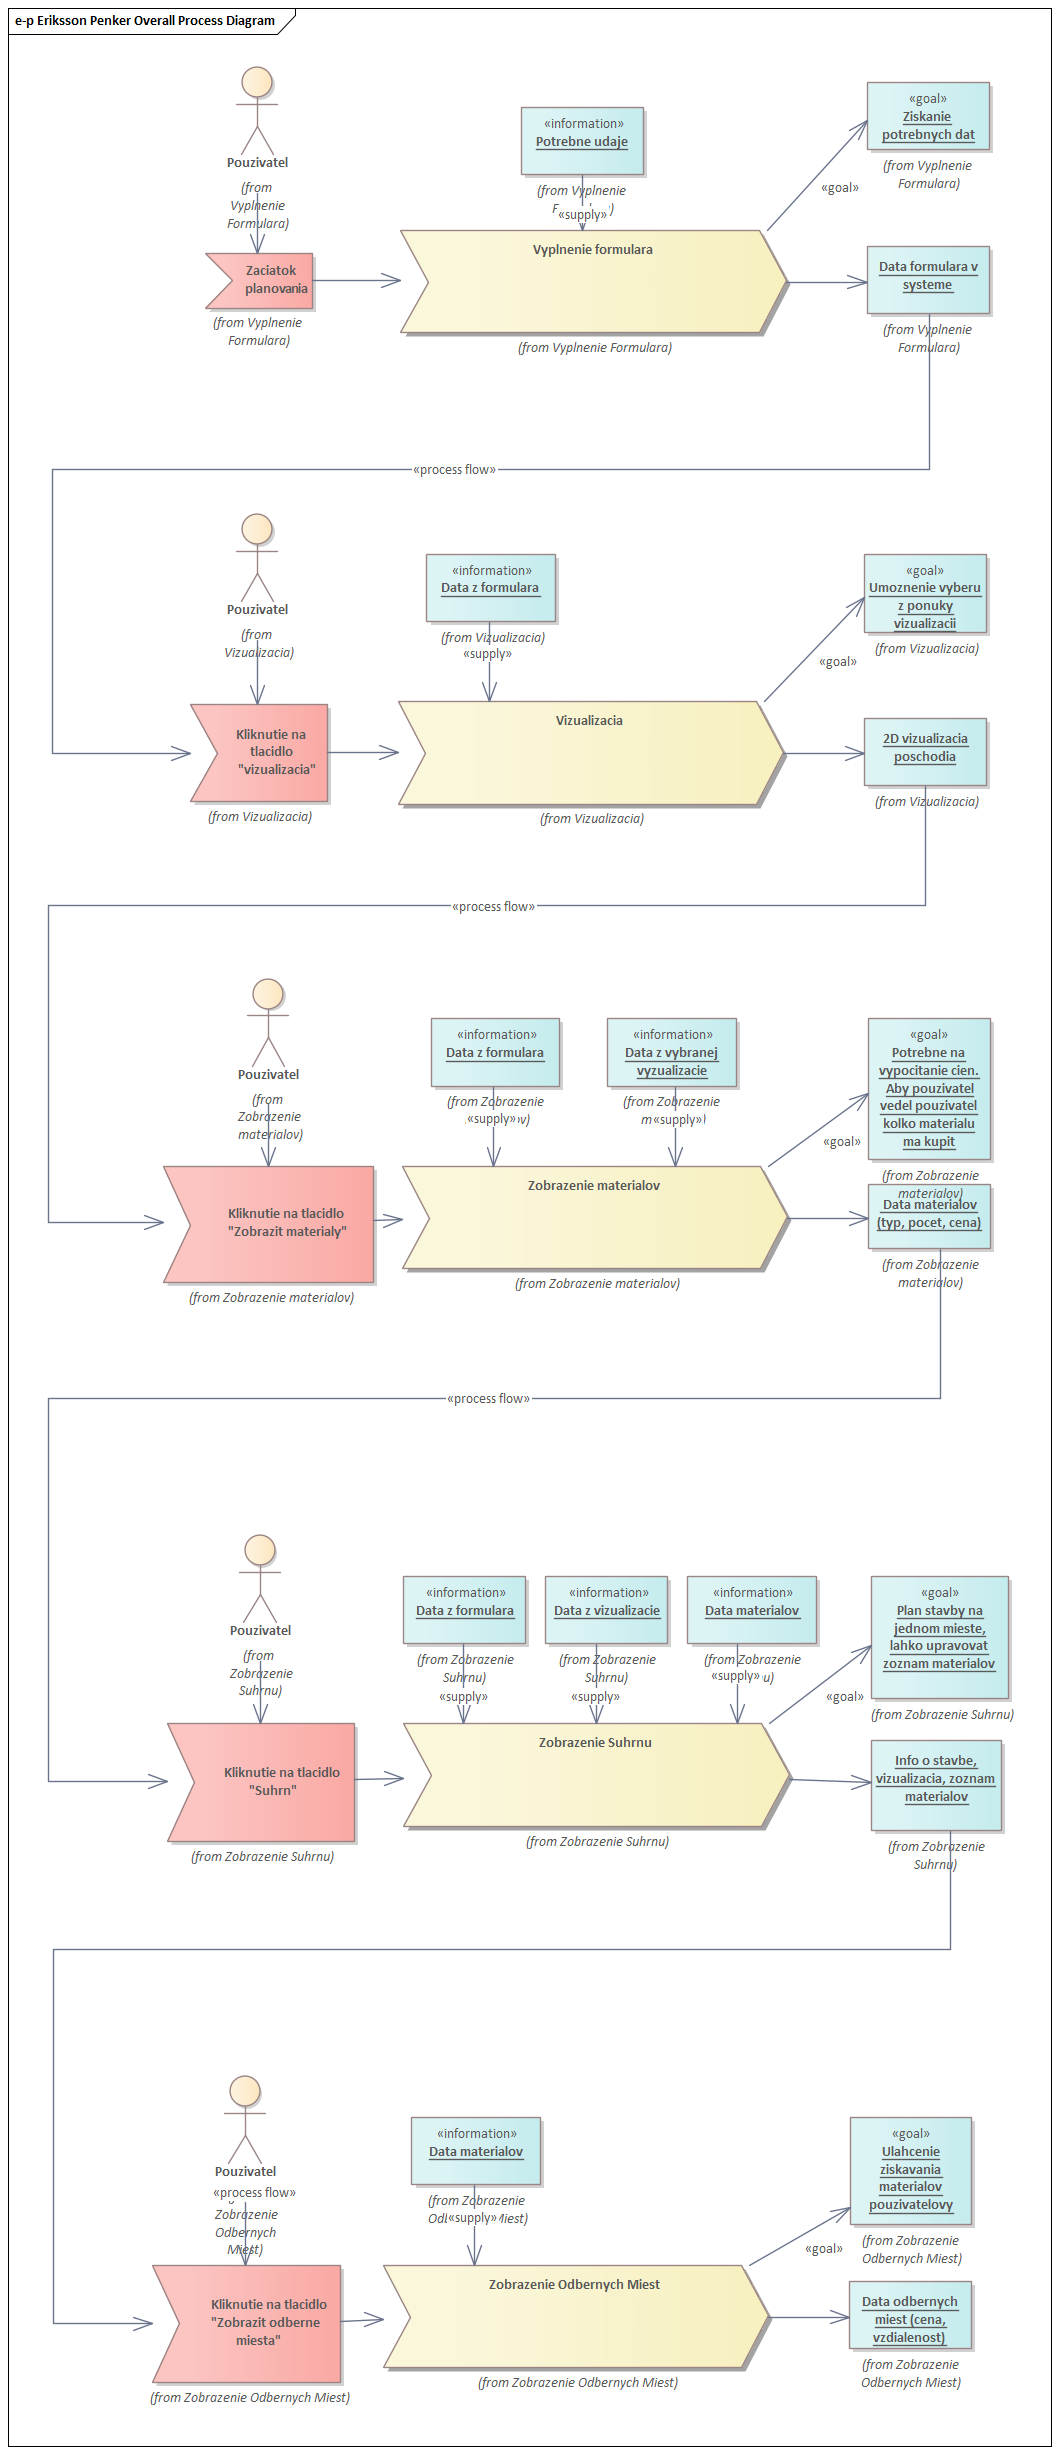 e-p Eriksson Penker Overall Process Diagram
Pouzivatel
(from
Vyplnenie
Formulara)
«information»
Potrebne udaje
(from Vyplnenie
«supply»
«goal»
Ziskanie
potrebnych dat
(from Vyplnenie
Formulara)
«goal»
Zaciatok
planovania
(from Vyplnenie
Formulara)
Vyplnenie formulara
(from Vyplnenie Formulara)
Data formulara v
systeme
(from Vyplnenie
Formulara)
«process flow»
Pouzivatel
(from
Vizualizacia)
«information»
Data z formulara
(from Vizualizacia)
«supply»
«goal»
Umoznenie vyberu
z ponuky
vizualizacii
(from Vizualizacia)
«goal»
Kliknutie na
tlacidlo
"vizualizacia"
(from Vizualizacia)
Vizualizacia
(from Vizualizacia)
2D vizualizacia
poschodia
(from Vizualizacia)
«process flow»
Pouzivatel
(from
Zobrazenie
materialov)
«information»
Data z formulara
(from Zobrazenie
«supply»
«information»
Data z vybranej
vyzualizacie
(from Zobrazenie
«supply»
«goal»
Potrebne na
vypocitanie cien.
Aby pouzivatel
vedel pouzivatel
kolko materialu
ma kupit
(from Zobrazenie
materialov)
«goal»
Kliknutie na tlacidlo
"Zobrazit materialy"
(from Zobrazenie materialov)
Zobrazenie materialov
(from Zobrazenie materialov)
Data materialov
(typ, pocet, cena)
(from Zobrazenie
materialov)
«process flow»
Pouzivatel
(from
Zobrazenie
Suhrnu)
«information»
Data z formulara
(from Zobrazenie
Suhrnu)
«supply»
«information»
Data z vizualizacie
(from Zobrazenie
Suhrnu)
«supply»
«information»
Data materialov
(from Zobrazenie
«supply»
«goal»
Plan stavby na
jednom mieste,
lahko upravovat
zoznam materialov
(from Zobrazenie Suhrnu)
«goal»
Kliknutie na tlacidlo
"Suhrn"
(from Zobrazenie Suhrnu)
Zobrazenie Suhrnu
(from Zobrazenie Suhrnu)
Info o stavbe,
vizualizacia, zoznam
materialov
(from Zobrazenie
Suhrnu)
Pouzivatel
«process flow»
Zobrazenie
Odbernych
Miest)
«information»
Data materialov
(from Zobrazenie
«supply»
«goal»
Ulahcenie
ziskavania
materialov
pouzivatelovy
(from Zobrazenie
Odbernych Miest)
«goal»
Kliknutie na tlacidlo
"Zobrazit odberne
miesta"
(from Zobrazenie Odbernych Miest)
Zobrazenie Odbernych Miest
(from Zobrazenie Odbernych Miest)
Data odbernych
miest (cena,
vzdialenost)
(from Zobrazenie
Odbernych Miest)